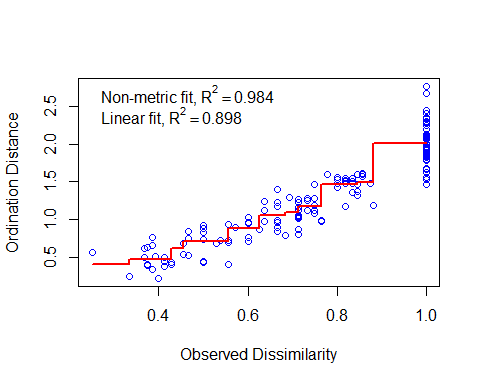 Non-metric fit, R² = 0.984
Linear fit, R² = 0.898
Ordination Distance
2.5
2.0
1.5
1.0
0.5
0.4 0.6 0.8 1.0
Observed Dissimilarity